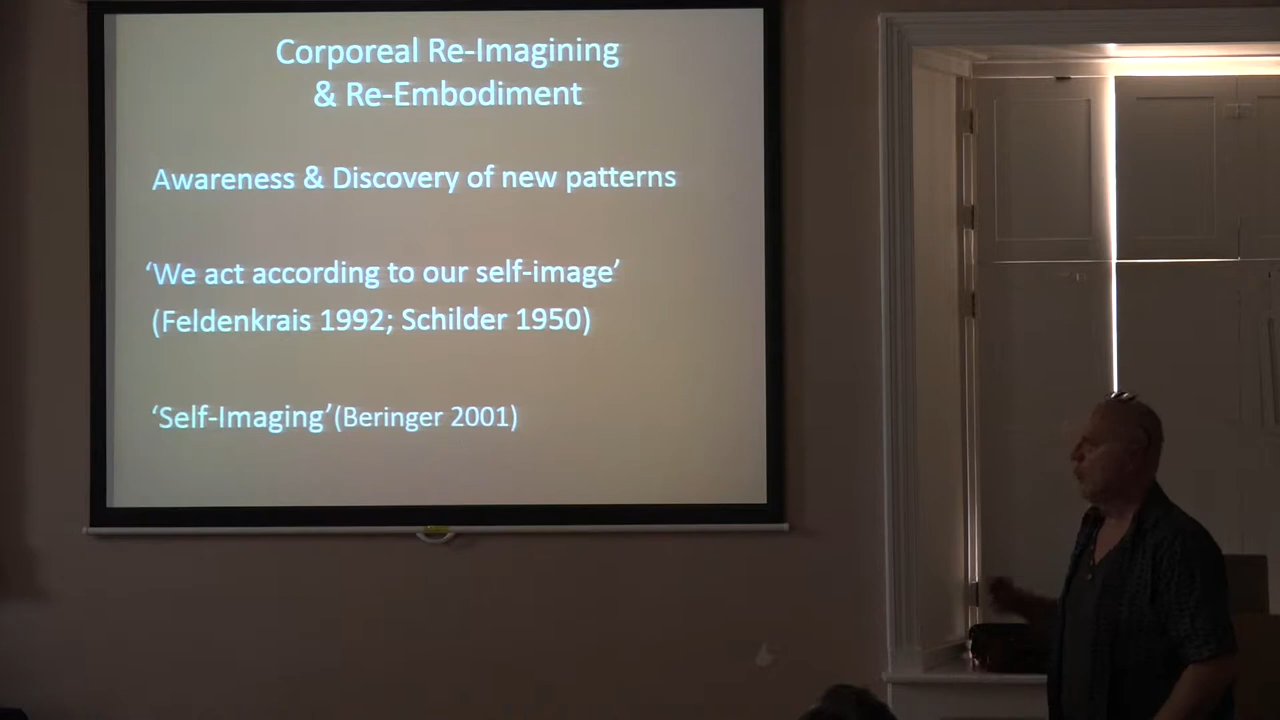 Corporeal Re-Imagining
& Re-Embodiment
Awareness & Discovery of new patterns
‘We act according to our self-image’
(Feldenkrais 1992; Schilder 1950)
‘Self-Imaging’(Beringer 2001)